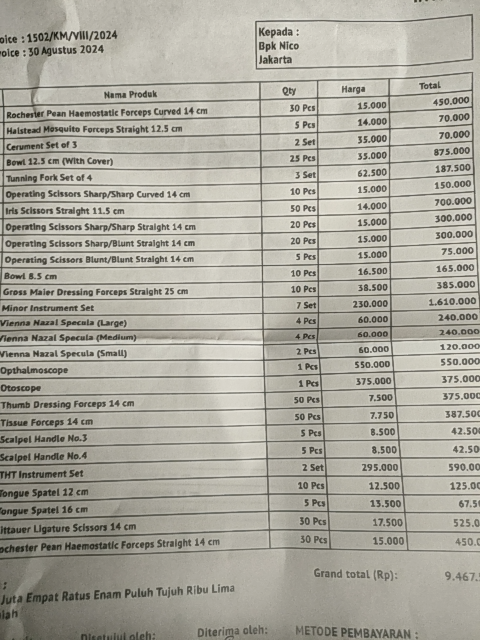 oice : 1502/KM/VIII/2024
oice : 30 Agustus 2024
Kepada :
Bpk Nico
Jakarta
Nama Produk Qty Harga Total
Rochester Pean Haemostatic Forceps Curved 14 cm 30 Pcs 15.000 450.000
Halstead Mosquito Forceps Straight 12.5 cm 5 Pcs 14.000 70.000
Cerument Set of 3 2 Set 35.000 70.000
Bowl 12.5 cm (With Cover) 25 Pcs 35.000 875.000
Tunning Fork Set of 4 3 Set 62.500 187.500
Operating Scissors Sharp/Sharp Curved 14 cm 10 Pcs 15.000 150.000
Iris Scissors Straight 11.5 cm 50 Pcs 14.000 700.000
Operating Scissors Sharp/Sharp Straight 14 cm 20 Pcs 15.000 300.000
Operating Scissors Sharp/Blunt Straight 14 cm 20 Pcs 15.000 300.000
Operating Scissors Blunt/Blunt Straight 14 cm 5 Pcs 15.000 75.000
Bowl 8.5 cm 10 Pcs 16.500 165.000
Gross Maier Dressing Forceps Straight 25 cm 10 Pcs 38.500 385.000
Minor Instrument Set 7 Set 230.000 1.610.000
Vienna Nazal Specula (Large) 4 Pcs 60.000 240.000
Vienna Nazal Specula (Medium) 4 Pcs 60.000 240.000
Vienna Nazal Specula (Small) 2 Pcs 60.000 120.000
Opthalmoscope 1 Pcs 550.000 550.000
Otoscope 1 Pcs 375.000 375.000
Thumb Dressing Forceps 14 cm 50 Pcs 7.500 375.000
Tissue Forceps 14 cm 50 Pcs 7.750 387.500
Scalpel Handle No.3 5 Pcs 8.500 42.50
Scalpel Handle No.4 5 Pcs 8.500 42.50
THT Instrument Set 2 Set 295.000 590.00
Tongue Spatel 12 cm 10 Pcs 12.500 125.00
Tongue Spatel 16 cm 5 Pcs 13.500 67.5
ittauer Ligature Scissors 14 cm 30 Pcs 17.500 525.0
ochester Pean Haemostatic Forceps Straight 14 cm 30 Pcs 15.000 450.0
Grand total (Rp): 9.467.5
:
Juta Empat Ratus Enam Puluh Tujuh Ribu Lima
iah
Disetujui oleh: Diterima oleh: METODE PEMBAYARAN :